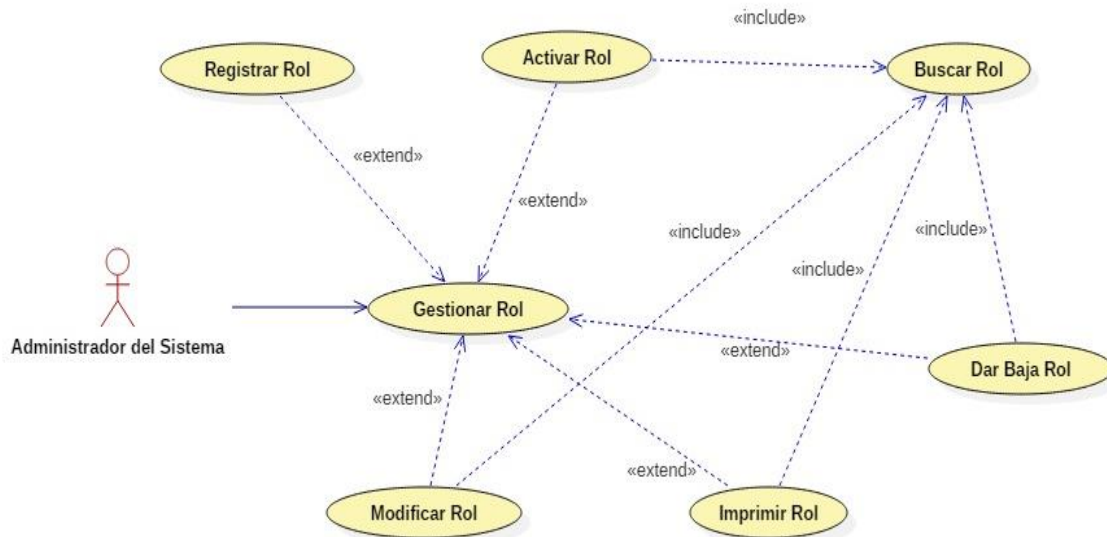 «include»
Registrar Rol
Activar Rol
Buscar Rol
«extend»
«extend»
«include»
«include»
«include»
Gestionar Rol
Administrador del Sistema
«extend»
Dar Baja Rol
«extend»
«extend»
Modificar Rol
Imprimir Rol